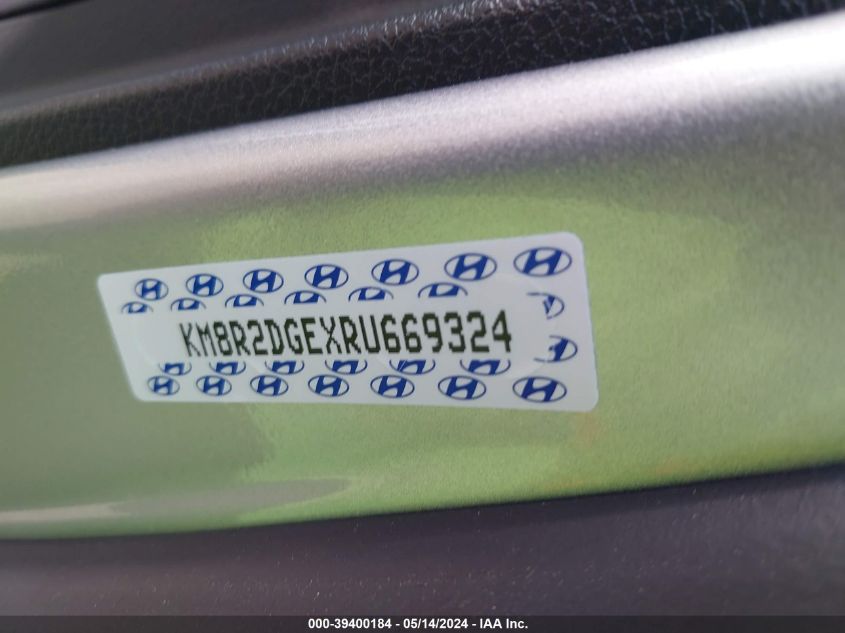 KM8R2DGEXRU669324
000-39400184 - 05/14/2024 - IAA Inc.